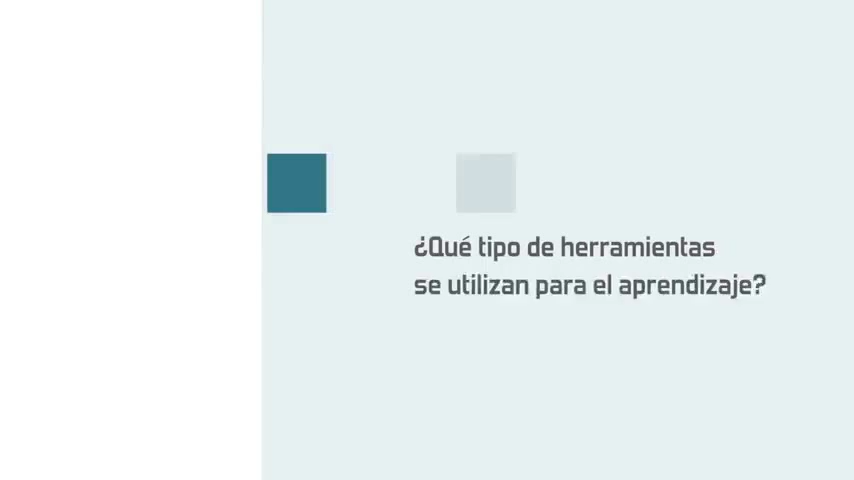 ¿Qué tipo de herramientas
se utilizan para el aprendizaje?